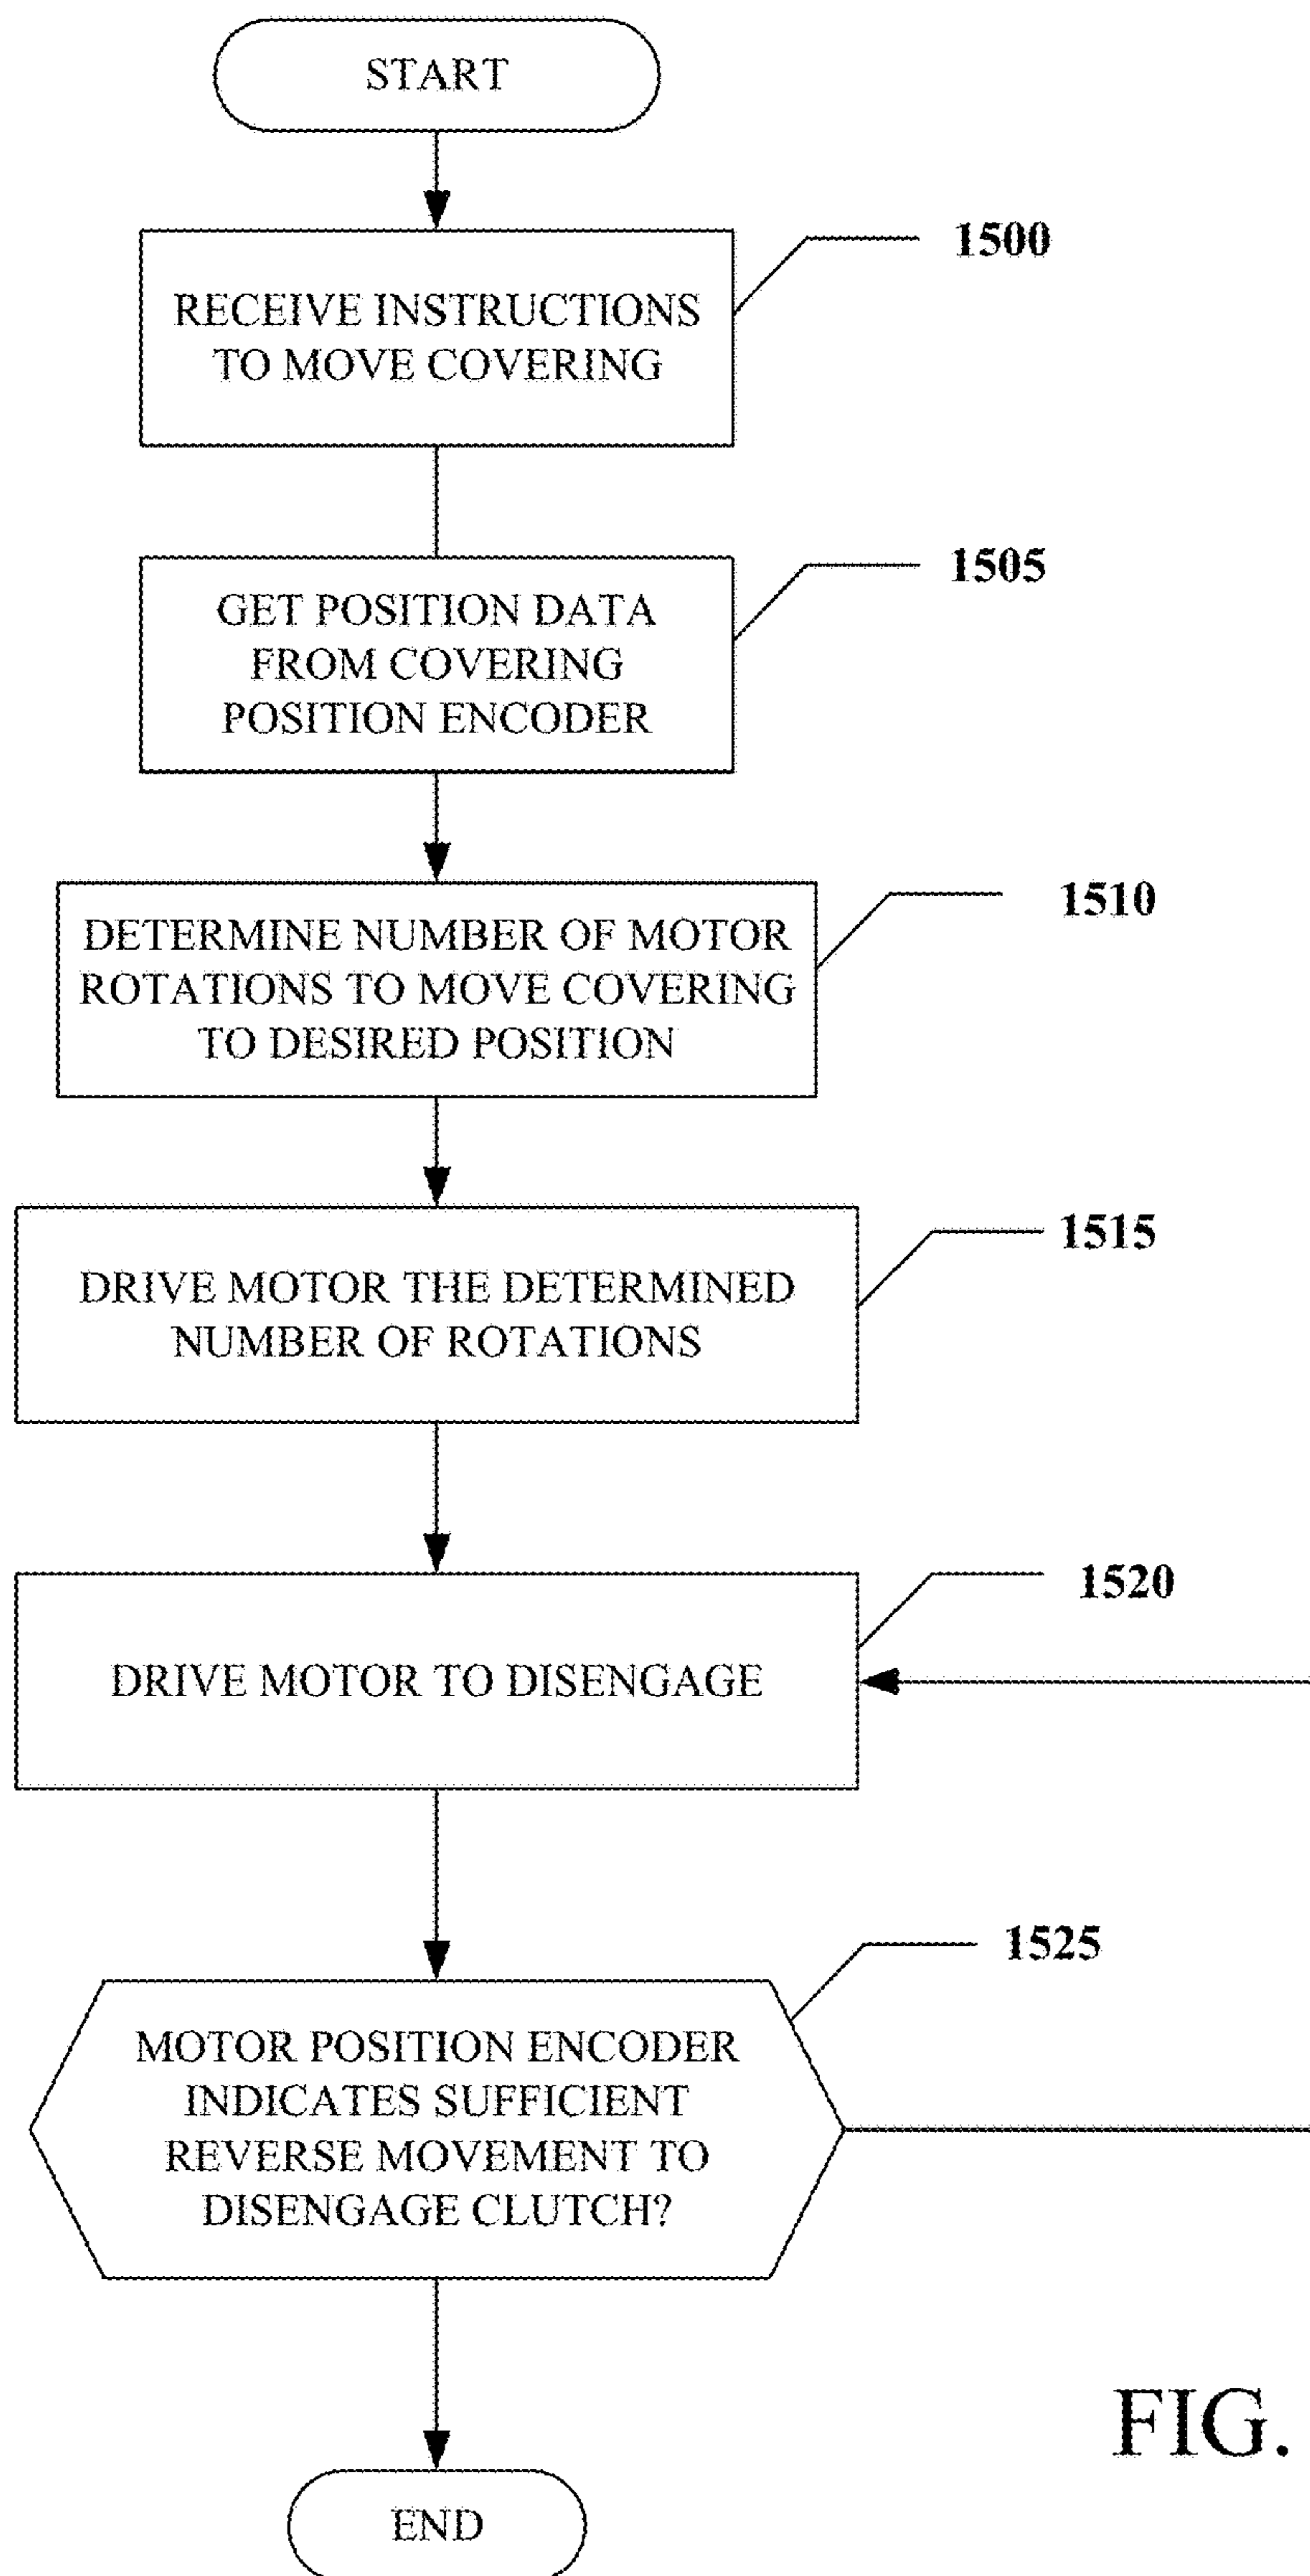 START
1500
RECEIVE INSTRUCTIONS
TO MOVE COVERING
1505
GET POSITION DATA
FROM COVERING
POSITION ENCODER
1510
DETERMINE NUMBER OF MOTOR
ROTATIONS TO MOVE COVERING
TO DESIRED POSITION
1515
DRIVE MOTOR THE DETERMINED
NUMBER OF ROTATIONS
1520
DRIVE MOTOR TO DISENGAGE
1525
MOTOR POSITION ENCODER
INDICATES SUFFICIENT
REVERSE MOVEMENT TO
DISENGAGE CLUTCH?
FIG.
END